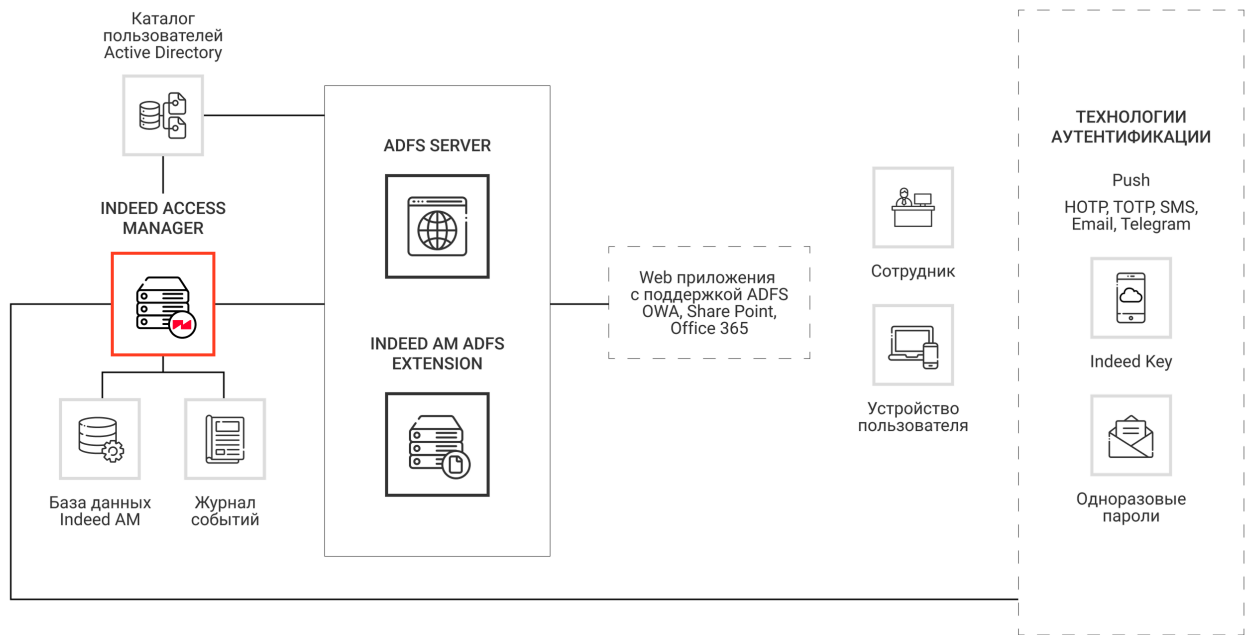 Каталог
пользователей
Active Directory
INDEED ACCESS
MANAGER
База данных
Indeed AM
Журнал
событий
ADFS SERVER
INDEED AM ADFS
EXTENSION
Web приложения
с поддержкой ADFS
OWA, Share Point,
Office 365
Сотрудник
Устройство
пользователя
ТЕХНОЛОГИИ
АУТЕНТИФИКАЦИИ
Push
HOTP, TOTP, SMS,
Email, Telegram
Indeed Key
Одноразовые
пароли